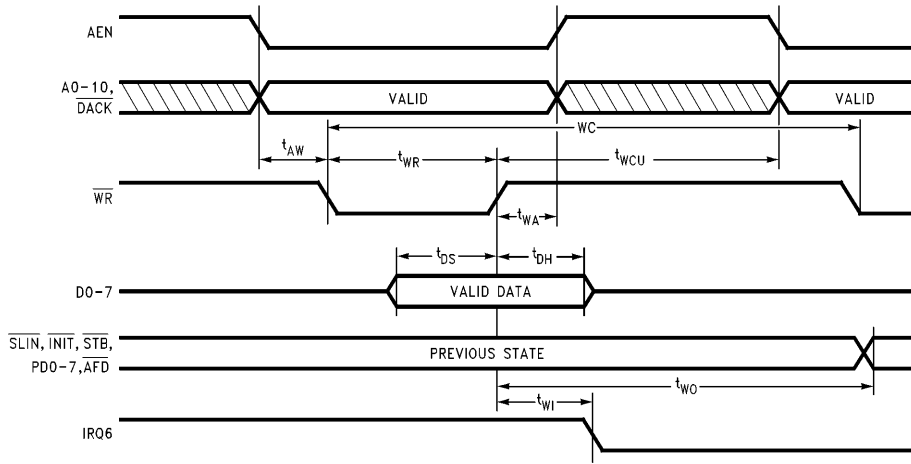 AEN
A0-10,
DACK
VALID
VALID
WC
tAW
tWR
tWCU
WR
tWA
tDS
tDH
D0-7
VALID DATA
SLIN, INIT, STB,
PD0-7, AFD
PREVIOUS STATE
tWO
tWI
IRQ6